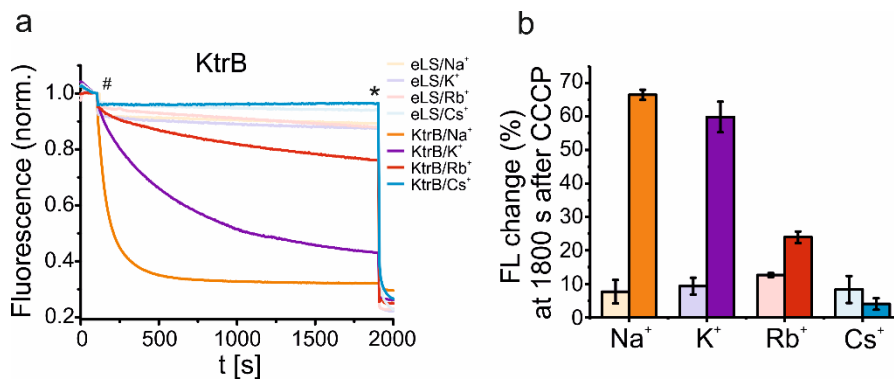 a
KtrB
Fluorescence (norm.)
1.0
0.8
0.6
0.4
0.2
#
*
0
500
1000
1500
2000
t [s]
eLS/Na⁺
eLS/K⁺
eLS/Rb⁺
eLS/Cs⁺
KtrB/Na⁺
KtrB/K⁺
KtrB/Rb⁺
KtrB/Cs⁺
b
FL change (%)
at 1800 s after CCCP
70
60
50
40
30
20
10
0
Na⁺
K⁺
Rb⁺
Cs⁺